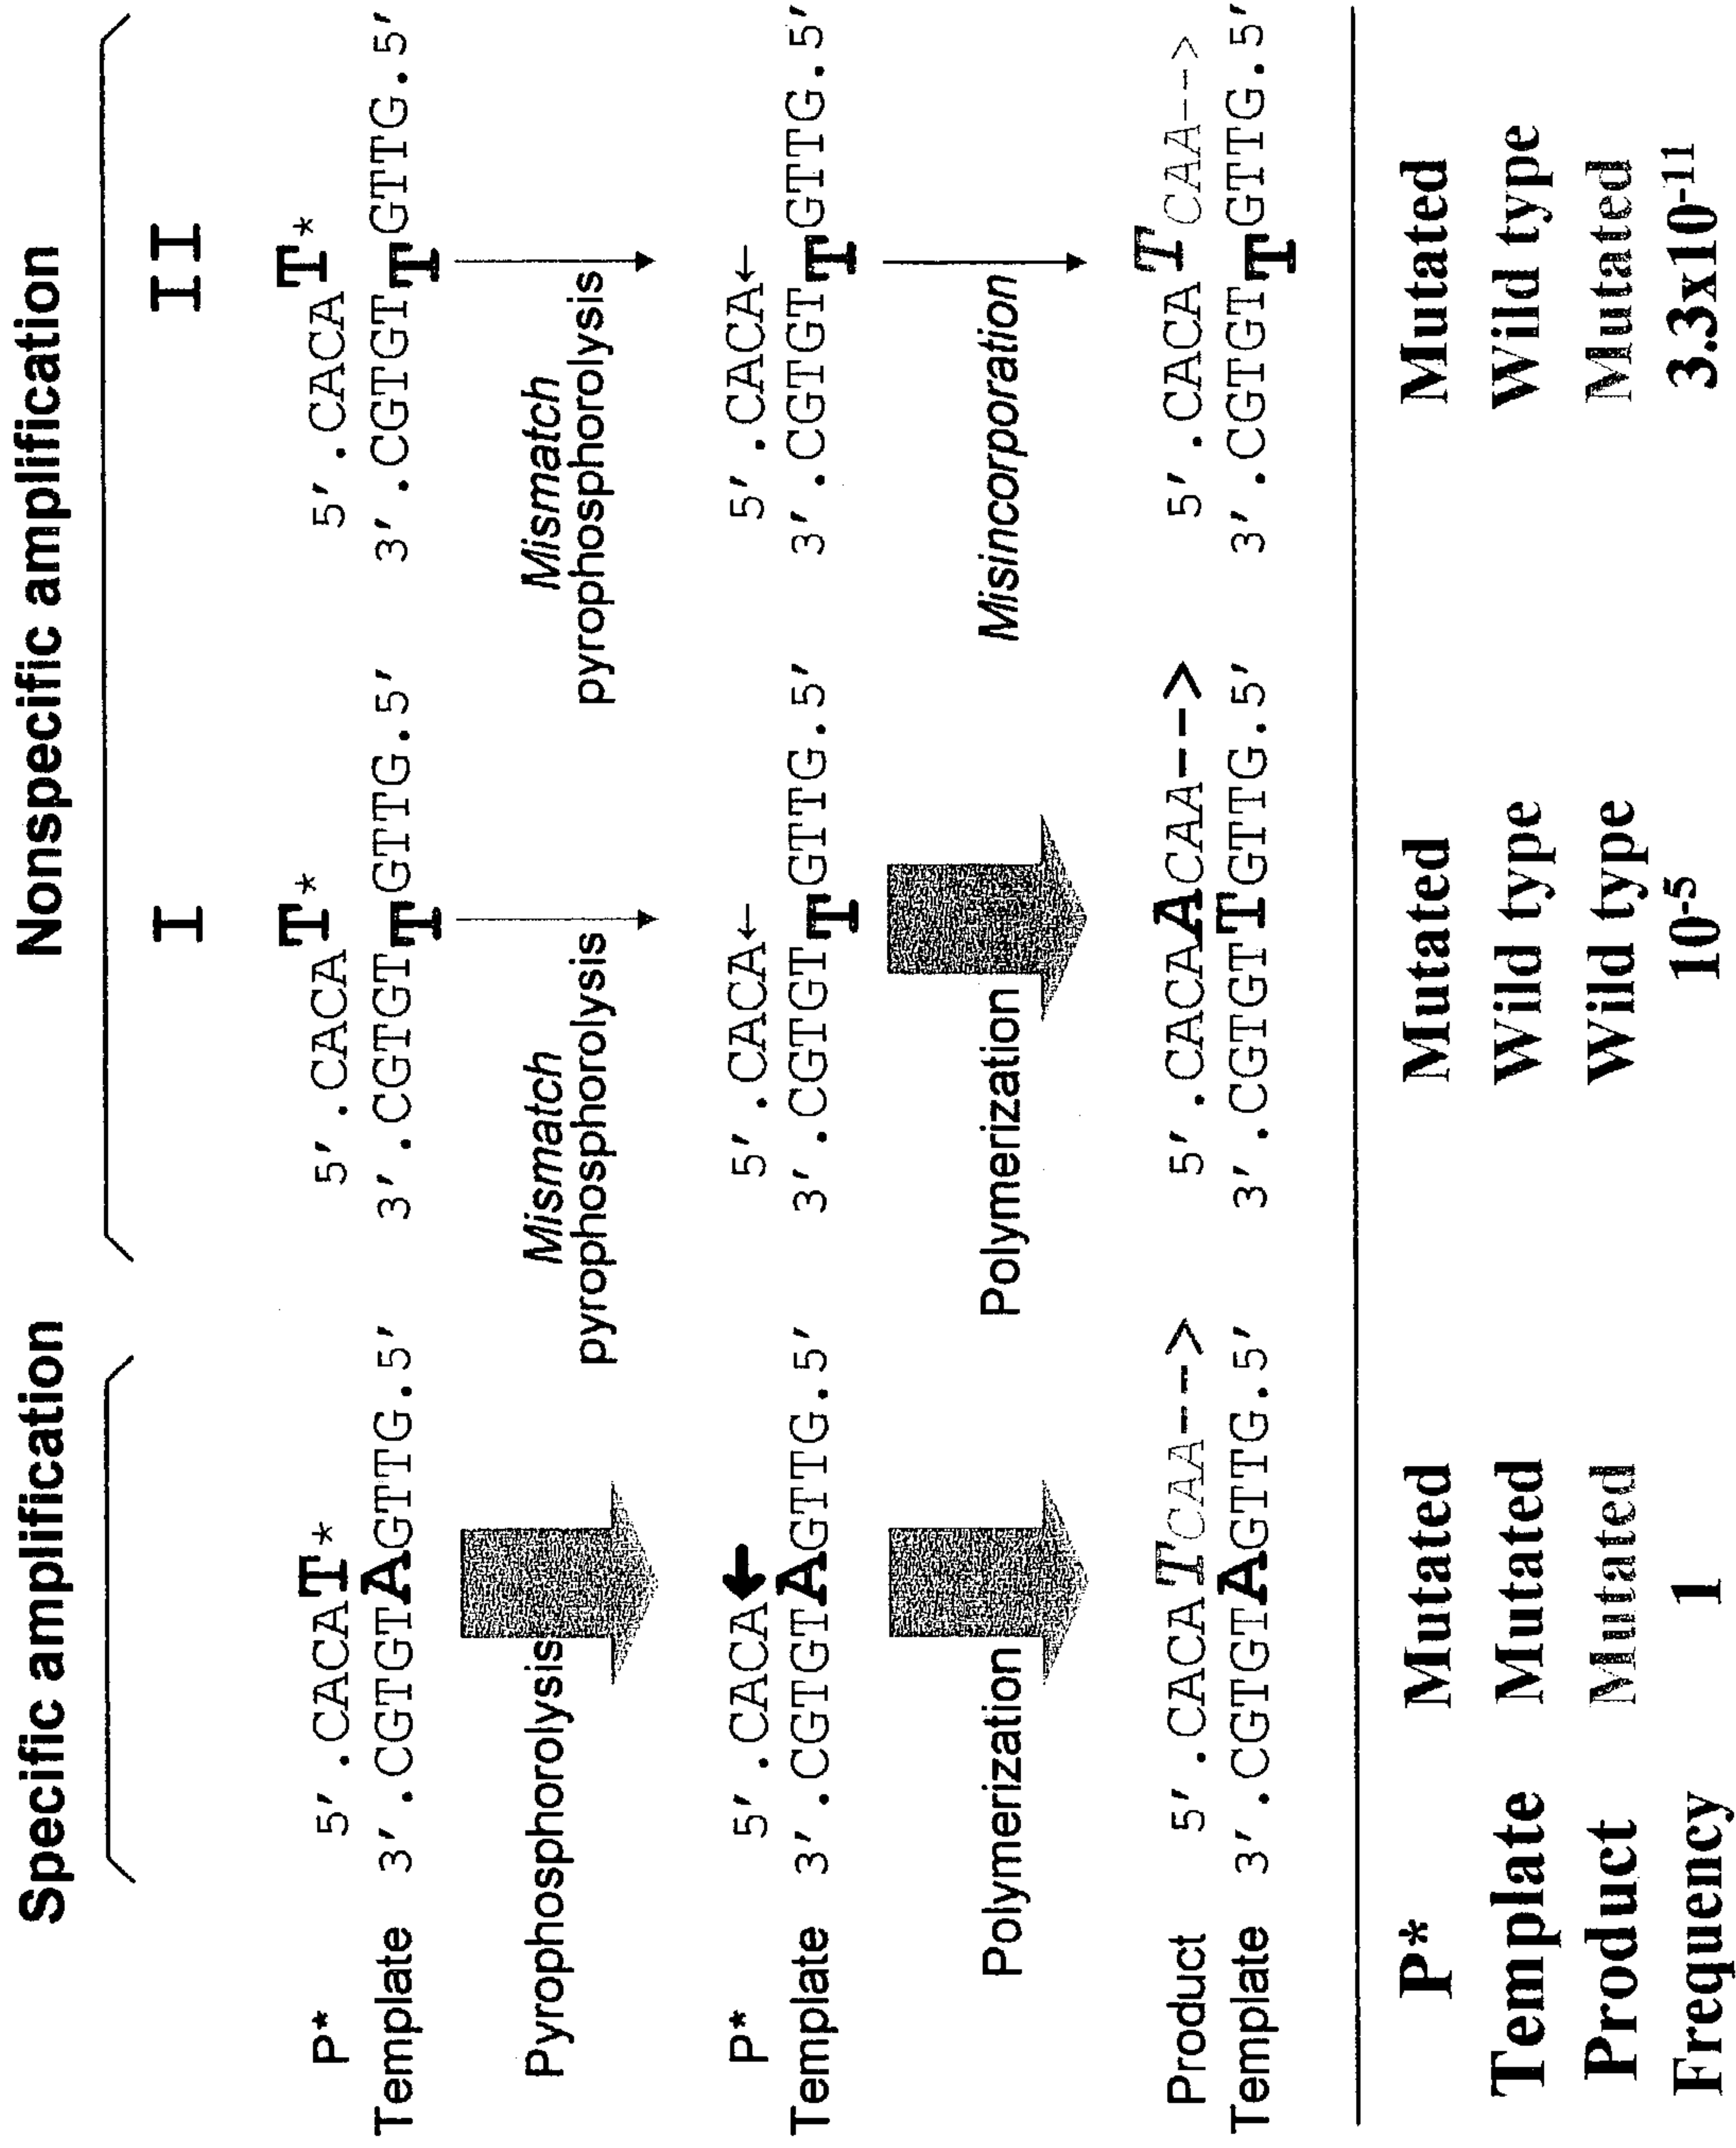 Specific amplification Nonspecific amplification
I II
P* 5'.CACAT* 5'.CACAT* 5'.CACAT*
Template 3'.CGTGTAGTTG.5' 3'.CGTGTTGTTG.5' 3'.CGTGTTGTTG.5'
Pyrophosphorolysis Mismatch pyrophosphorolysis Mismatch pyrophosphorolysis
P* 5'.CACA← 5'.CACA← 5'.CACA←
Template 3'.CGTGTAGTTG.5' 3'.CGTGTTGTTG.5' 3'.CGTGTTGTTG.5'
Polymerization Polymerization Misincorporation
Product 5'.CACATCAA--> 5'.CACAACAA--> 5'.CACATCAA-->
Template 3'.CGTGTAGTTG.5' 3'.CGTGTTGTTG.5' 3'.CGTGTTGTTG.5'
P* Mutated Mutated Mutated
Template Mutated Wild type Wild type
Product Mutated Wild type Mutated
Frequency 1 10⁻⁵ 3.3x10⁻¹¹